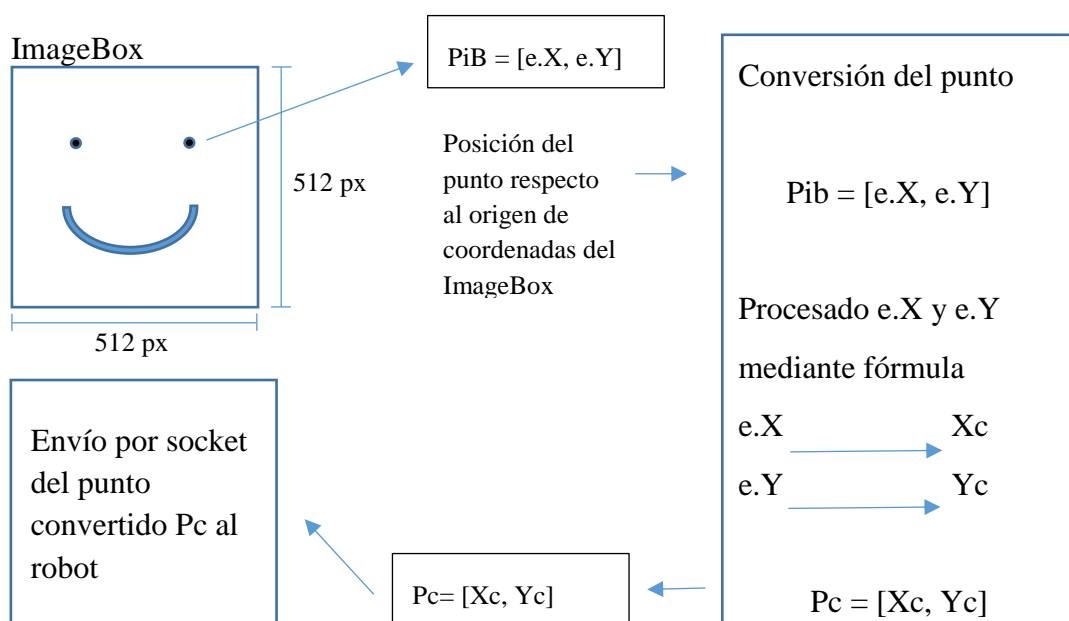 ImageBox
512 px
512 px
PiB = [e.X, e.Y]
Posición del
punto respecto
al origen de
coordenadas del
ImageBox
Conversión del punto
Pib = [e.X, e.Y]
Procesado e.X y e.Y
mediante fórmula
e.X Xc
e.Y Yc
Pc = [Xc, Yc]
Pc= [Xc, Yc]
Envío por socket
del punto
convertido Pc al
robot